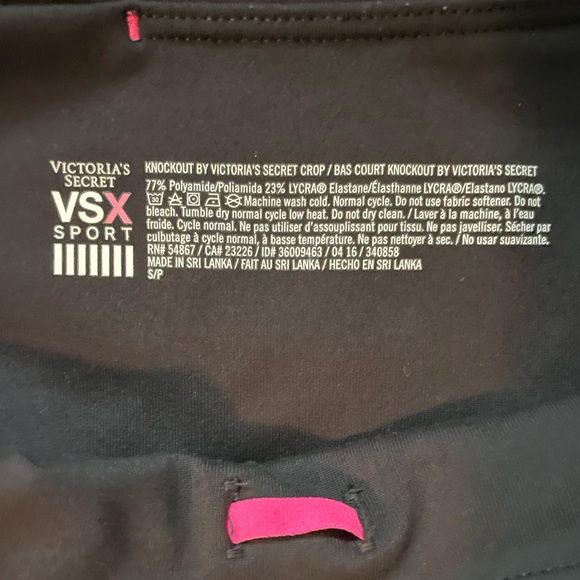 VICTORIA'S
SECRET
VSX
SPORT
KNOCKOUT BY VICTORIA'S SECRET CROP / BAS COURT KNOCKOUT BY VICTORIA'S SECRET
77% Polyamide/Poliamida 23% LYCRA® Elastane/Élasthanne LYCRA®/Elastano LYCRA®.
Machine wash cold. Normal cycle. Do not use fabric softener. Do not
bleach. Tumble dry normal cycle low heat. Do not dry clean. / Laver à la machine, à l'eau
froide. Cycle normal. Ne pas utiliser d'assouplissant pour tissu. Ne pas javelliser. Sécher par
culbutage à cycle normal, à basse température. Ne pas nettoyer à sec. / No usar suavizante.
RN# 54867 / CA# 23226 / ID# 36009463 / 04 16 / 340858
MADE IN SRI LANKA / FAIT AU SRI LANKA / HECHO EN SRI LANKA
S/P